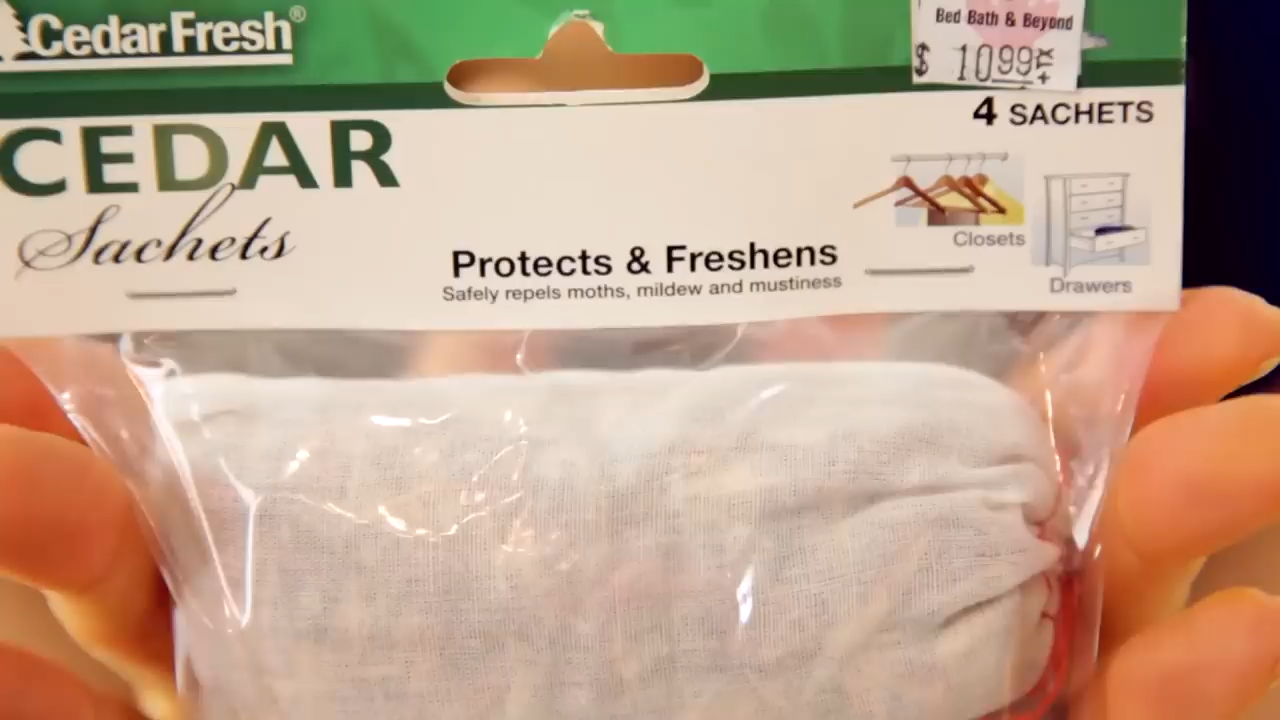 CedarFresh®
Bed Bath & Beyond
$ 10.99
+TX
4 SACHETS
CEDAR
Sachets
Protects & Freshens
Safely repels moths, mildew and mustiness
Closets
Drawers